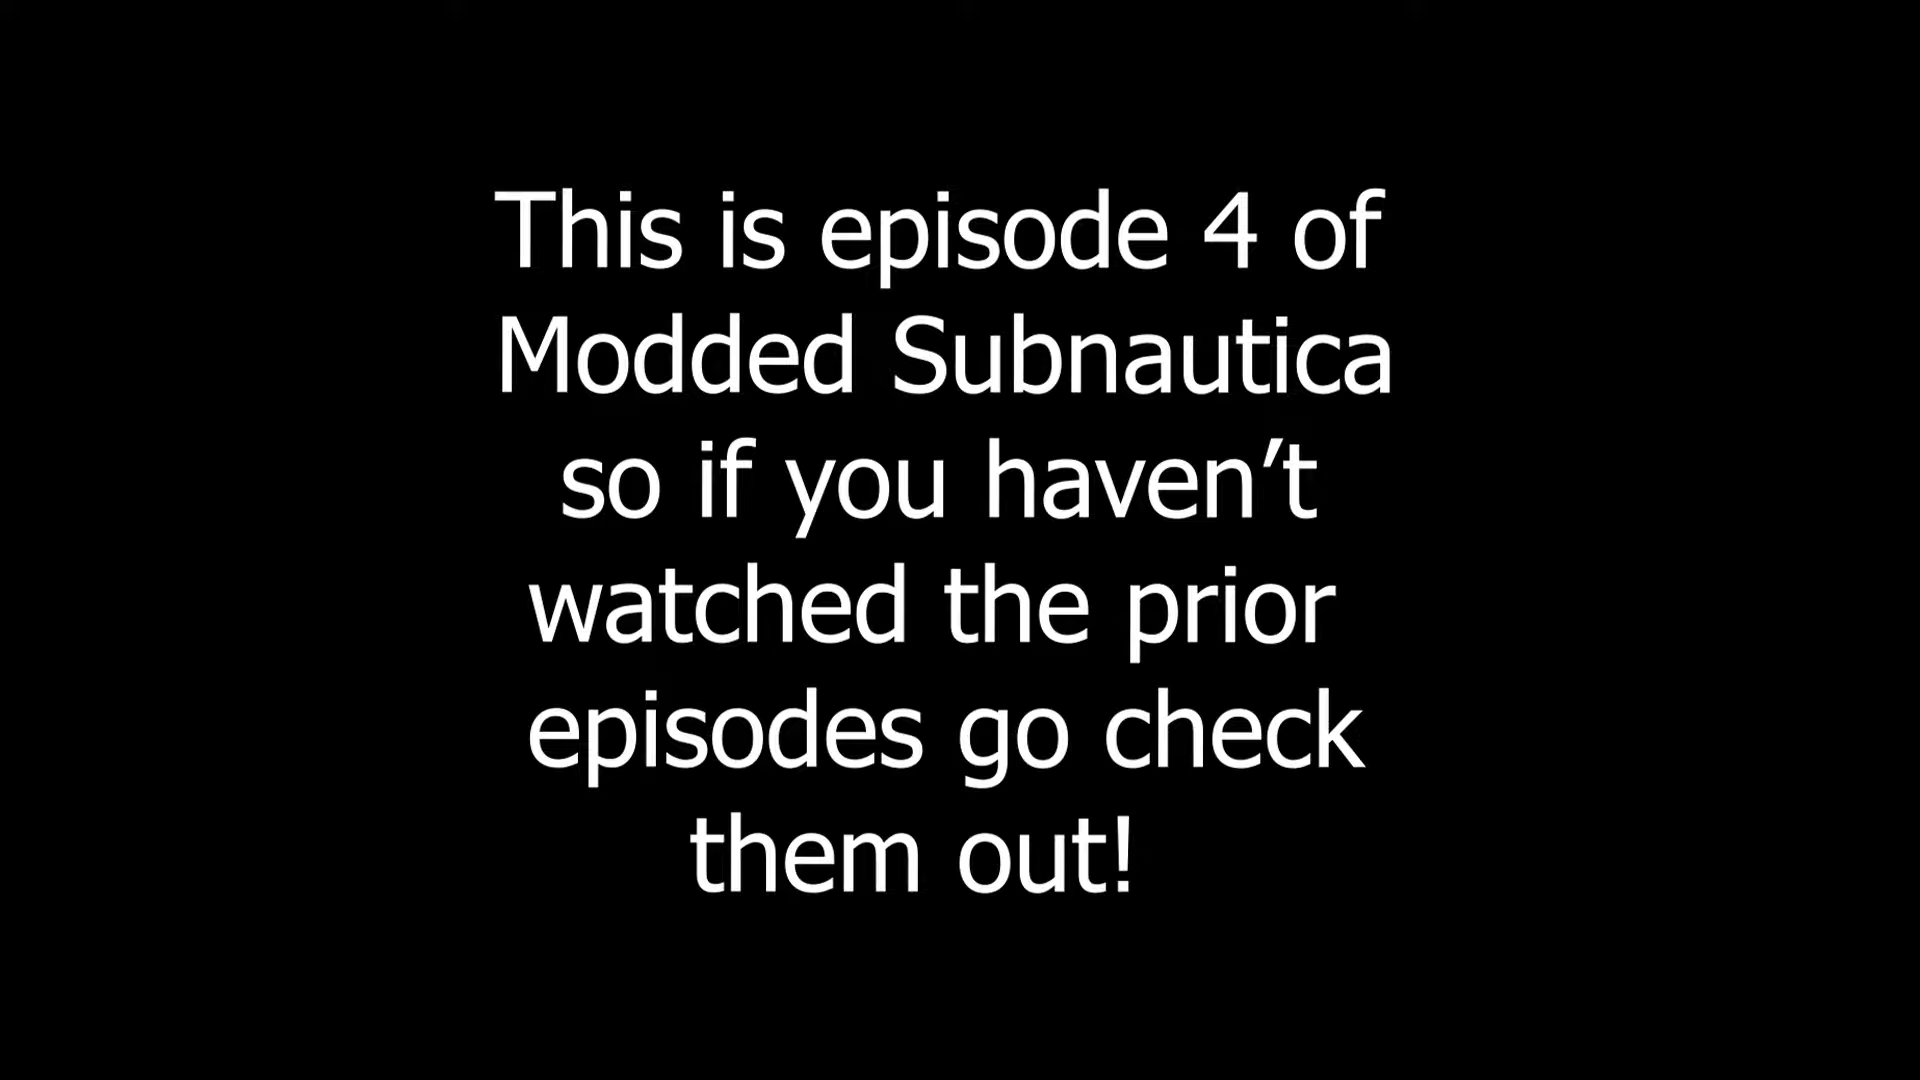 This is episode 4 of
Modded Subnautica
so if you haven’t
watched the prior
episodes go check
them out!